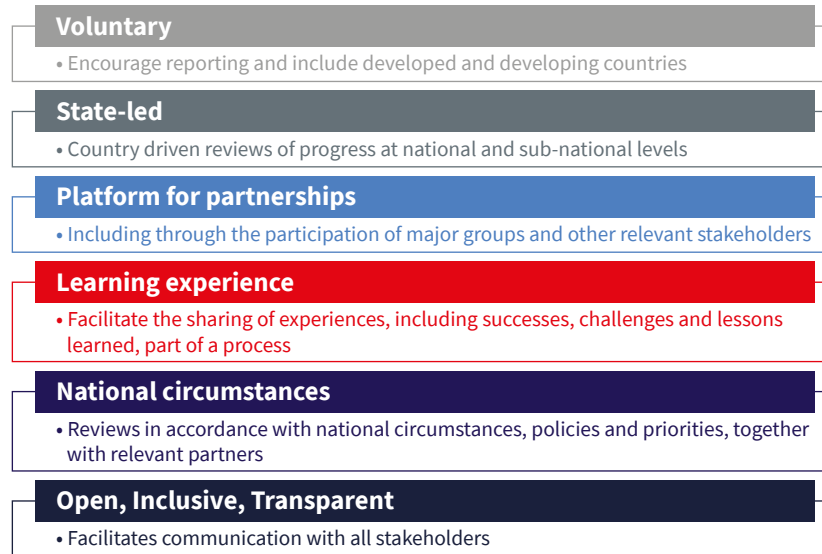 Voluntary
• Encourage reporting and include developed and developing countries
State-led
• Country driven reviews of progress at national and sub-national levels
Platform for partnerships
• Including through the participation of major groups and other relevant stakeholders
Learning experience
• Facilitate the sharing of experiences, including successes, challenges and lessons
learned, part of a process
National circumstances
• Reviews in accordance with national circumstances, policies and priorities, together
with relevant partners
Open, Inclusive, Transparent
• Facilitates communication with all stakeholders